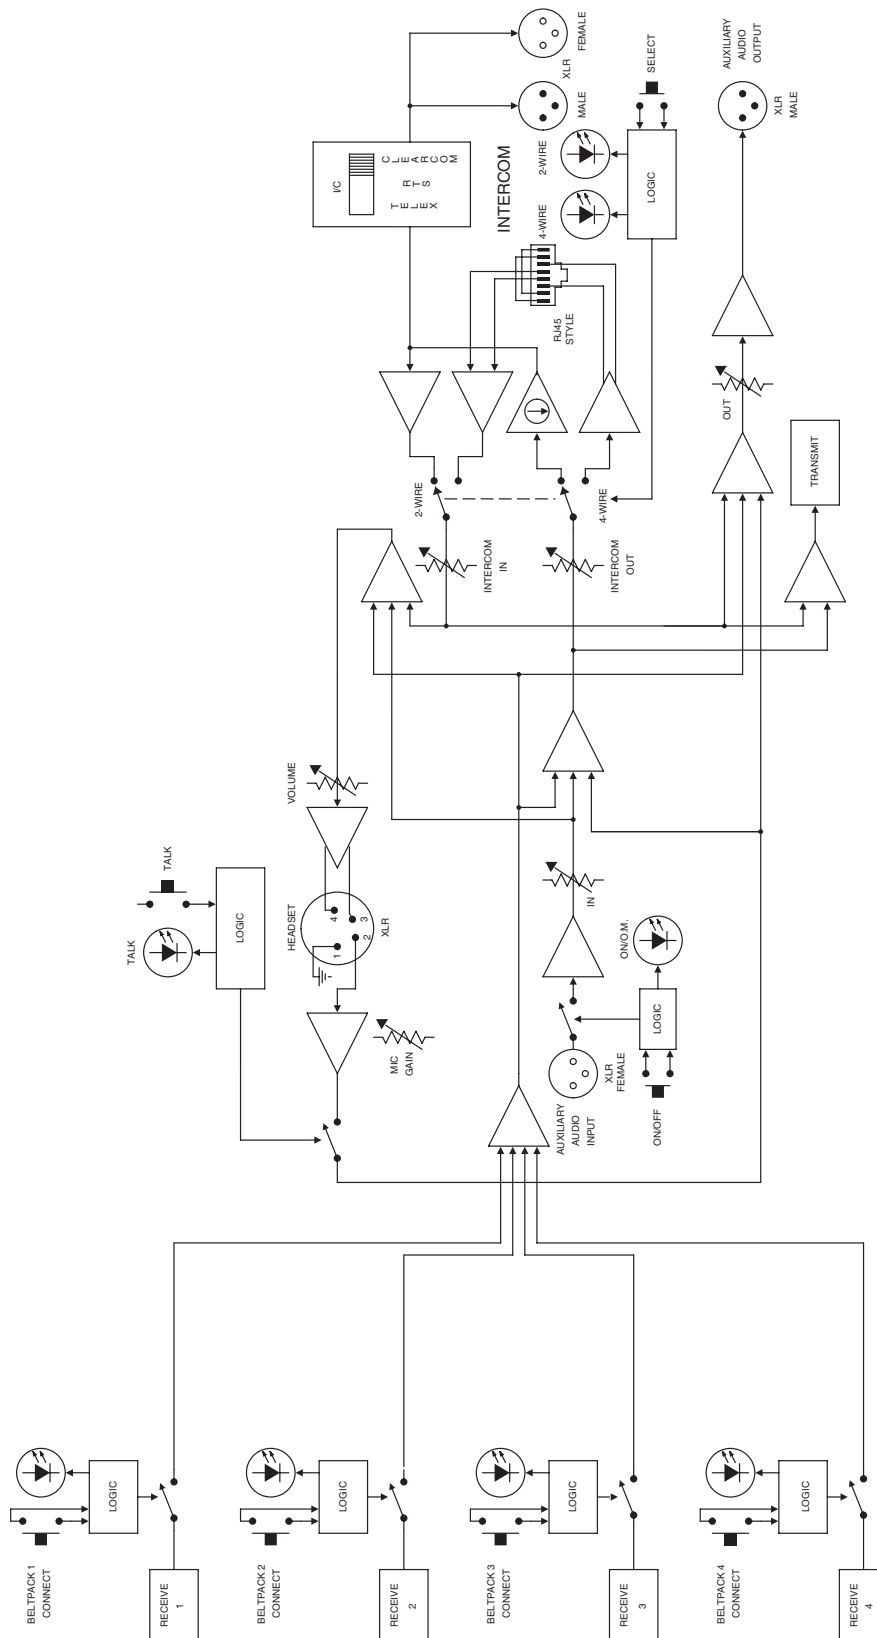 BELTPACK 1
CONNECT
LOGIC
RECEIVE
1
BELTPACK 2
CONNECT
LOGIC
RECEIVE
2
BELTPACK 3
CONNECT
LOGIC
RECEIVE
3
BELTPACK 4
CONNECT
LOGIC
RECEIVE
4
TALK
TALK
LOGIC
HEADSET
1
2
3
4
XLR
MIC
GAIN
VOLUME
AUXILIARY
AUDIO
INPUT
XLR
FEMALE
ON/OFF
LOGIC
ON/O.M.
IN
INTERCOM
IN
INTERCOM
OUT
2-WIRE
4-WIRE
I/C
TELEX
RTS
CLEARCOM
INTERCOM
XLR
MALE
FEMALE
RJ45
STYLE
4-WIRE
2-WIRE
LOGIC
SELECT
TRANSMIT
OUT
AUXILIARY
AUDIO
OUTPUT
XLR
MALE